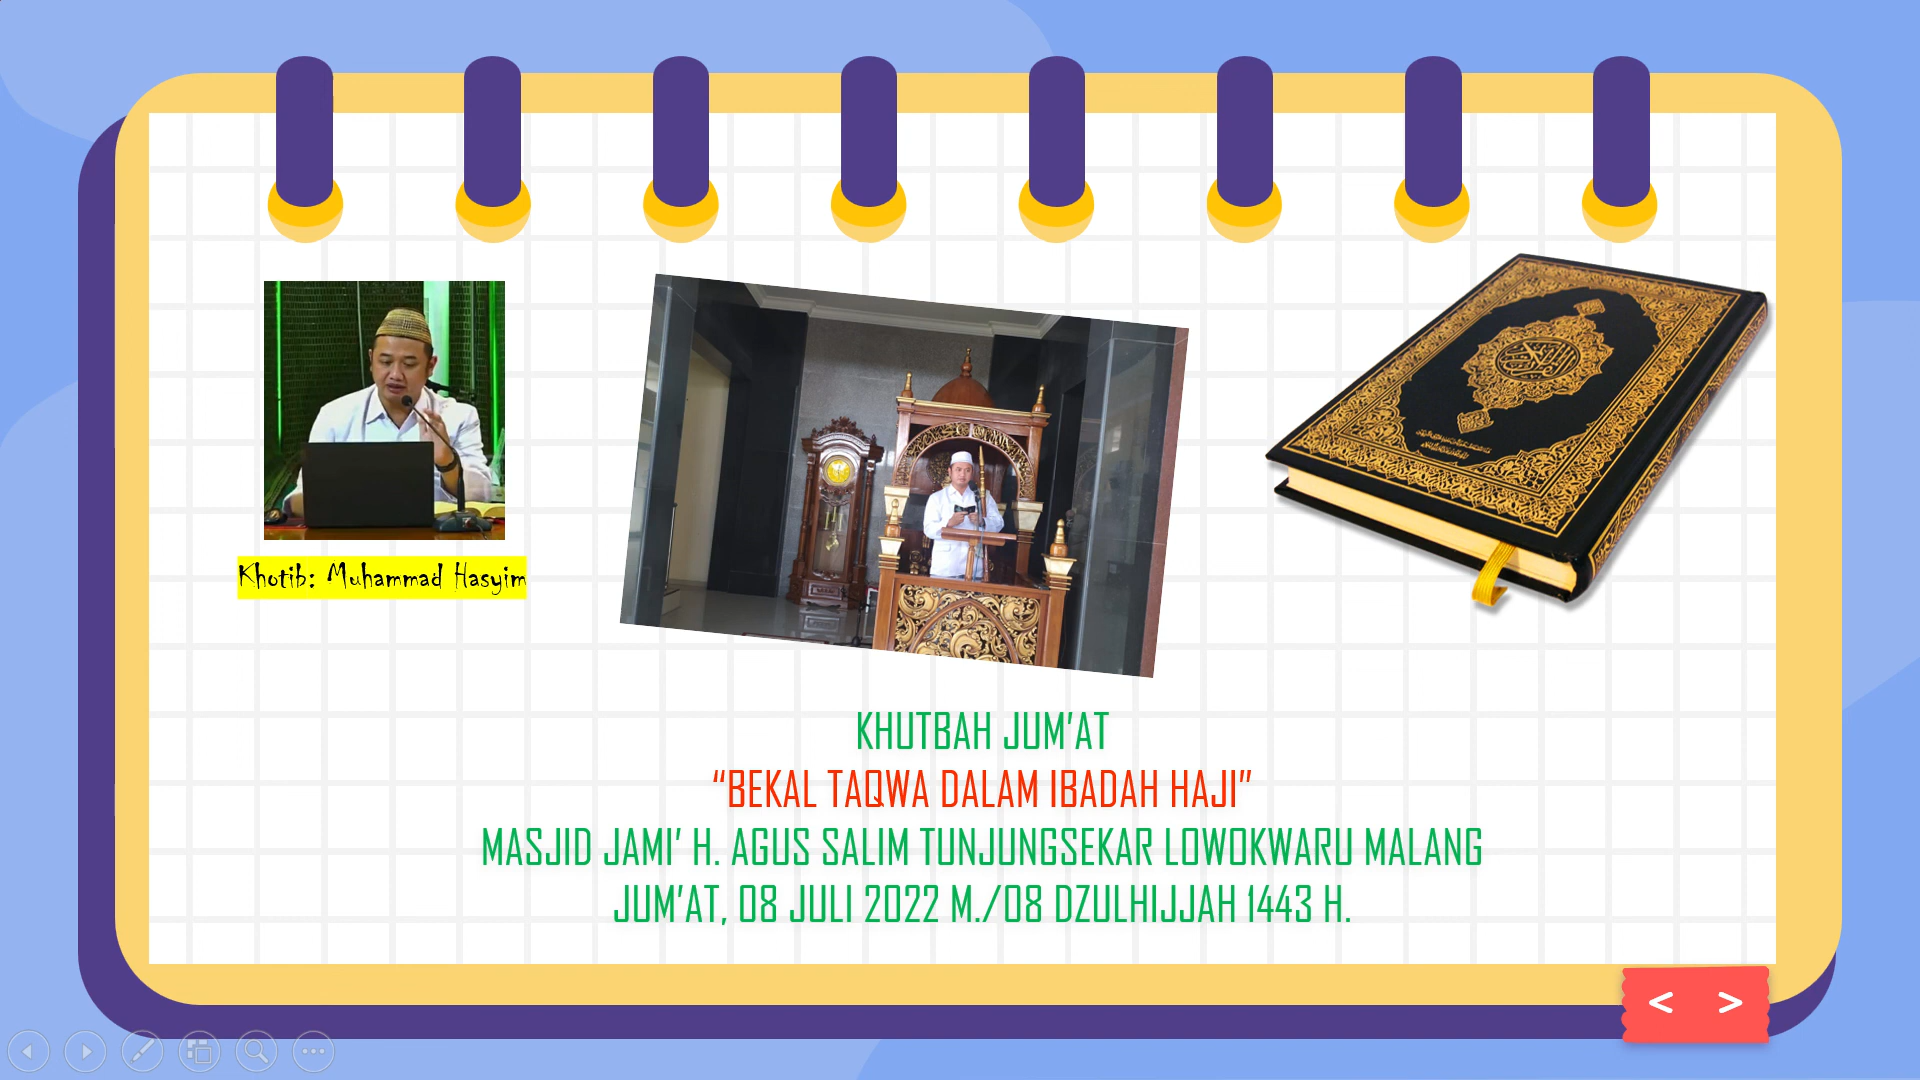 Khotib: Muhammad Hasyim
KHUTBAH JUM’AT
“BEKAL TAQWA DALAM IBADAH HAJI”
MASJID JAMI’ H. AGUS SALIM TUNJUNGSEKAR LOWOKWARU MALANG
JUM’AT, 08 JULI 2022 M./08 DZULHIJJAH 1443 H.
< >